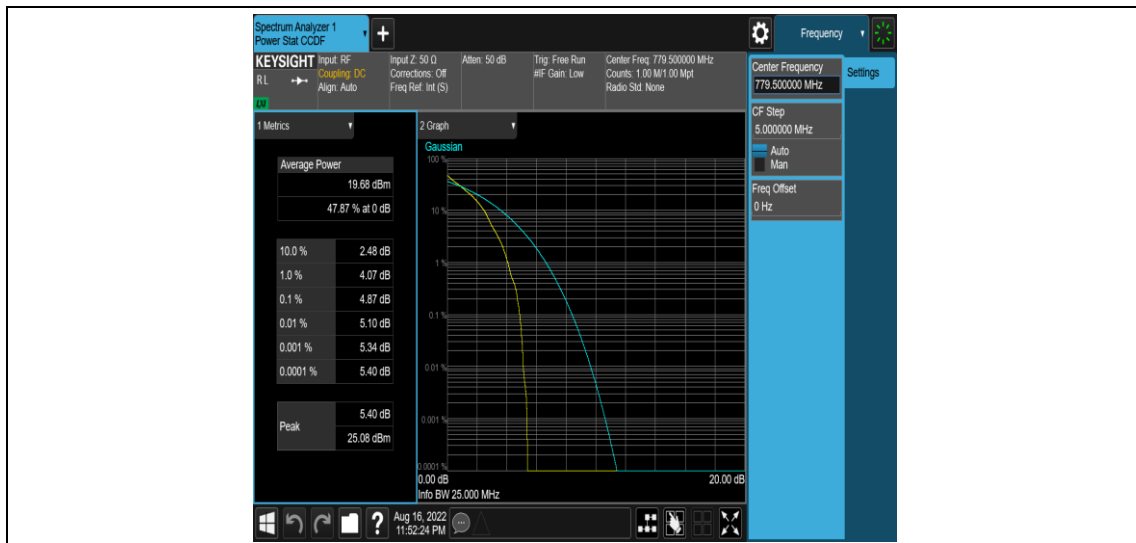 Spectrum Analyzer 1
Power Stat CCDF
+
Frequency
KEYSIGHT
RL
LXI
Input: RF
Coupling: DC
Align: Auto
Input Z: 50 Ω
Corrections: Off
Freq Ref: Int (S)
Atten: 50 dB
Trig: Free Run
#IF Gain: Low
Center Freq: 779.500000 MHz
Counts: 1.00 M/1.00 Mpt
Radio Std: None
Center Frequency
779.500000 MHz
Settings
CF Step
5.000000 MHz
Auto
Man
Freq Offset
0 Hz
1 Metrics
Average Power
19.68 dBm
47.87 % at 0 dB
10.0 % 2.48 dB
1.0 % 4.07 dB
0.1 % 4.87 dB
0.01 % 5.10 dB
0.001 % 5.34 dB
0.0001 % 5.40 dB
Peak
5.40 dB
25.08 dBm
2 Graph
Gaussian
100 %
10 %
1 %
0.1 %
0.01 %
0.001 %
0.0001 %
0.00 dB
20.00 dB
Info BW 25.000 MHz
?
Aug 16, 2022
11:52:24 PM